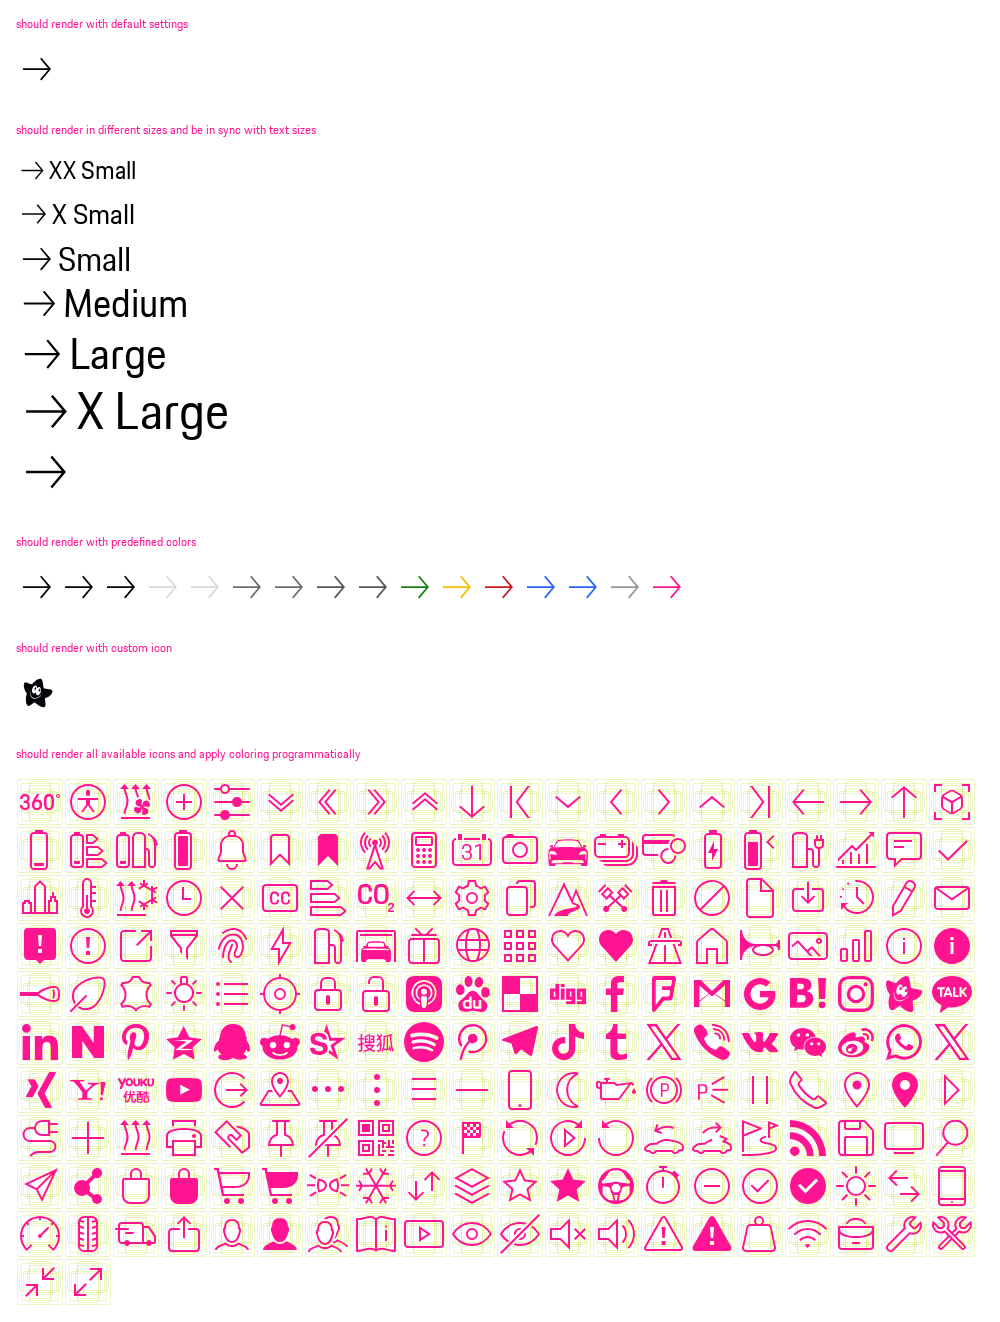 should render with default settings
should render in different sizes and be in sync with text sizes
XX Small
X Small
Small
Medium
Large
X Large
should render with predefined colors
should render with custom icon
should render all available icons and apply coloring programmatically
360°
31
CC
CO2
du
digg
B!
TALK
in
搜狐
Y!
YOUKU
优酷
P
P